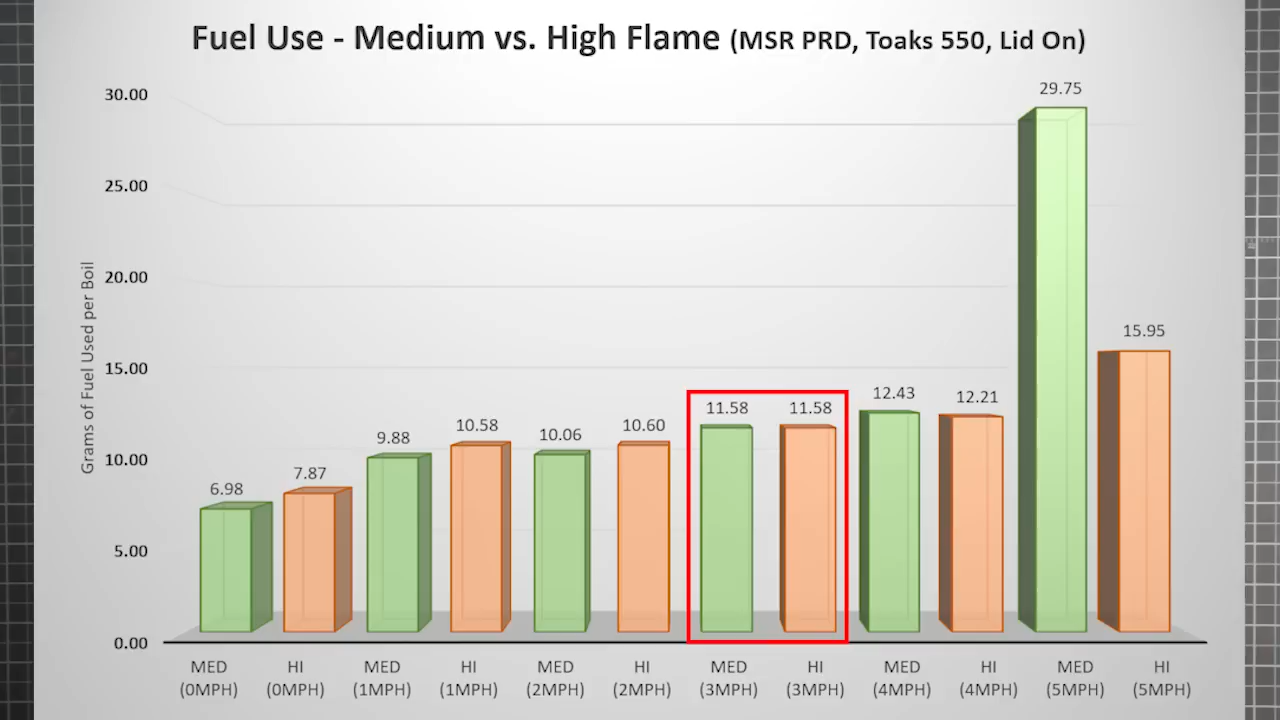 Fuel Use - Medium vs. High Flame (MSR PRD, Toaks 550, Lid On)
Grams of Fuel Used per Boil
30.00
25.00
20.00
15.00
10.00
5.00
0.00
6.98
7.87
9.88
10.58
10.06
10.60
11.58
11.58
12.43
12.21
29.75
15.95
MED
(0MPH)
HI
(0MPH)
MED
(1MPH)
HI
(1MPH)
MED
(2MPH)
HI
(2MPH)
MED
(3MPH)
HI
(3MPH)
MED
(4MPH)
HI
(4MPH)
MED
(5MPH)
HI
(5MPH)